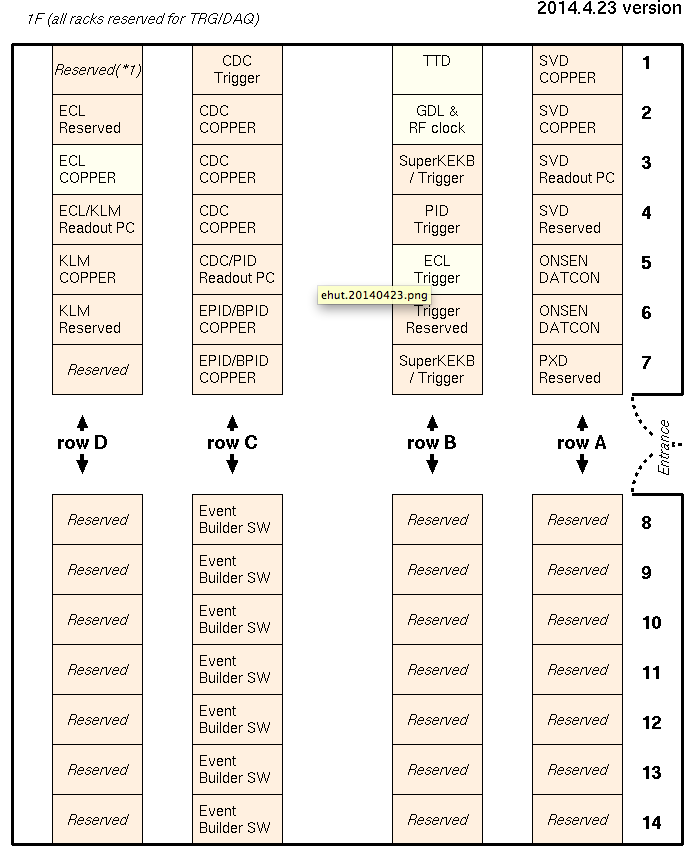 2014.4.23 version
1F (all racks reserved for TRG/DAQ)
Reserved(*1)
CDC
Trigger
TTD
SVD
COPPER
1
ECL
Reserved
CDC
COPPER
GDL &
RF clock
SVD
COPPER
2
ECL
COPPER
CDC
COPPER
SuperKEKB
/ Trigger
SVD
Readout PC
3
ECL/KLM
Readout PC
CDC
COPPER
PID
Trigger
SVD
Reserved
4
KLM
COPPER
CDC/PID
Readout PC
ECL
Trigger
ONSEN
DATCON
5
ehut.20140423.png
KLM
Reserved
EPID/BPID
COPPER
Trigger
Reserved
ONSEN
DATCON
6
Reserved
EPID/BPID
COPPER
SuperKEKB
/ Trigger
PXD
Reserved
7
row D
row C
row B
row A
Entrance
Reserved
Event
Builder SW
Reserved
Reserved
8
Reserved
Event
Builder SW
Reserved
Reserved
9
Reserved
Event
Builder SW
Reserved
Reserved
10
Reserved
Event
Builder SW
Reserved
Reserved
11
Reserved
Event
Builder SW
Reserved
Reserved
12
Reserved
Event
Builder SW
Reserved
Reserved
13
Reserved
Event
Builder SW
Reserved
Reserved
14